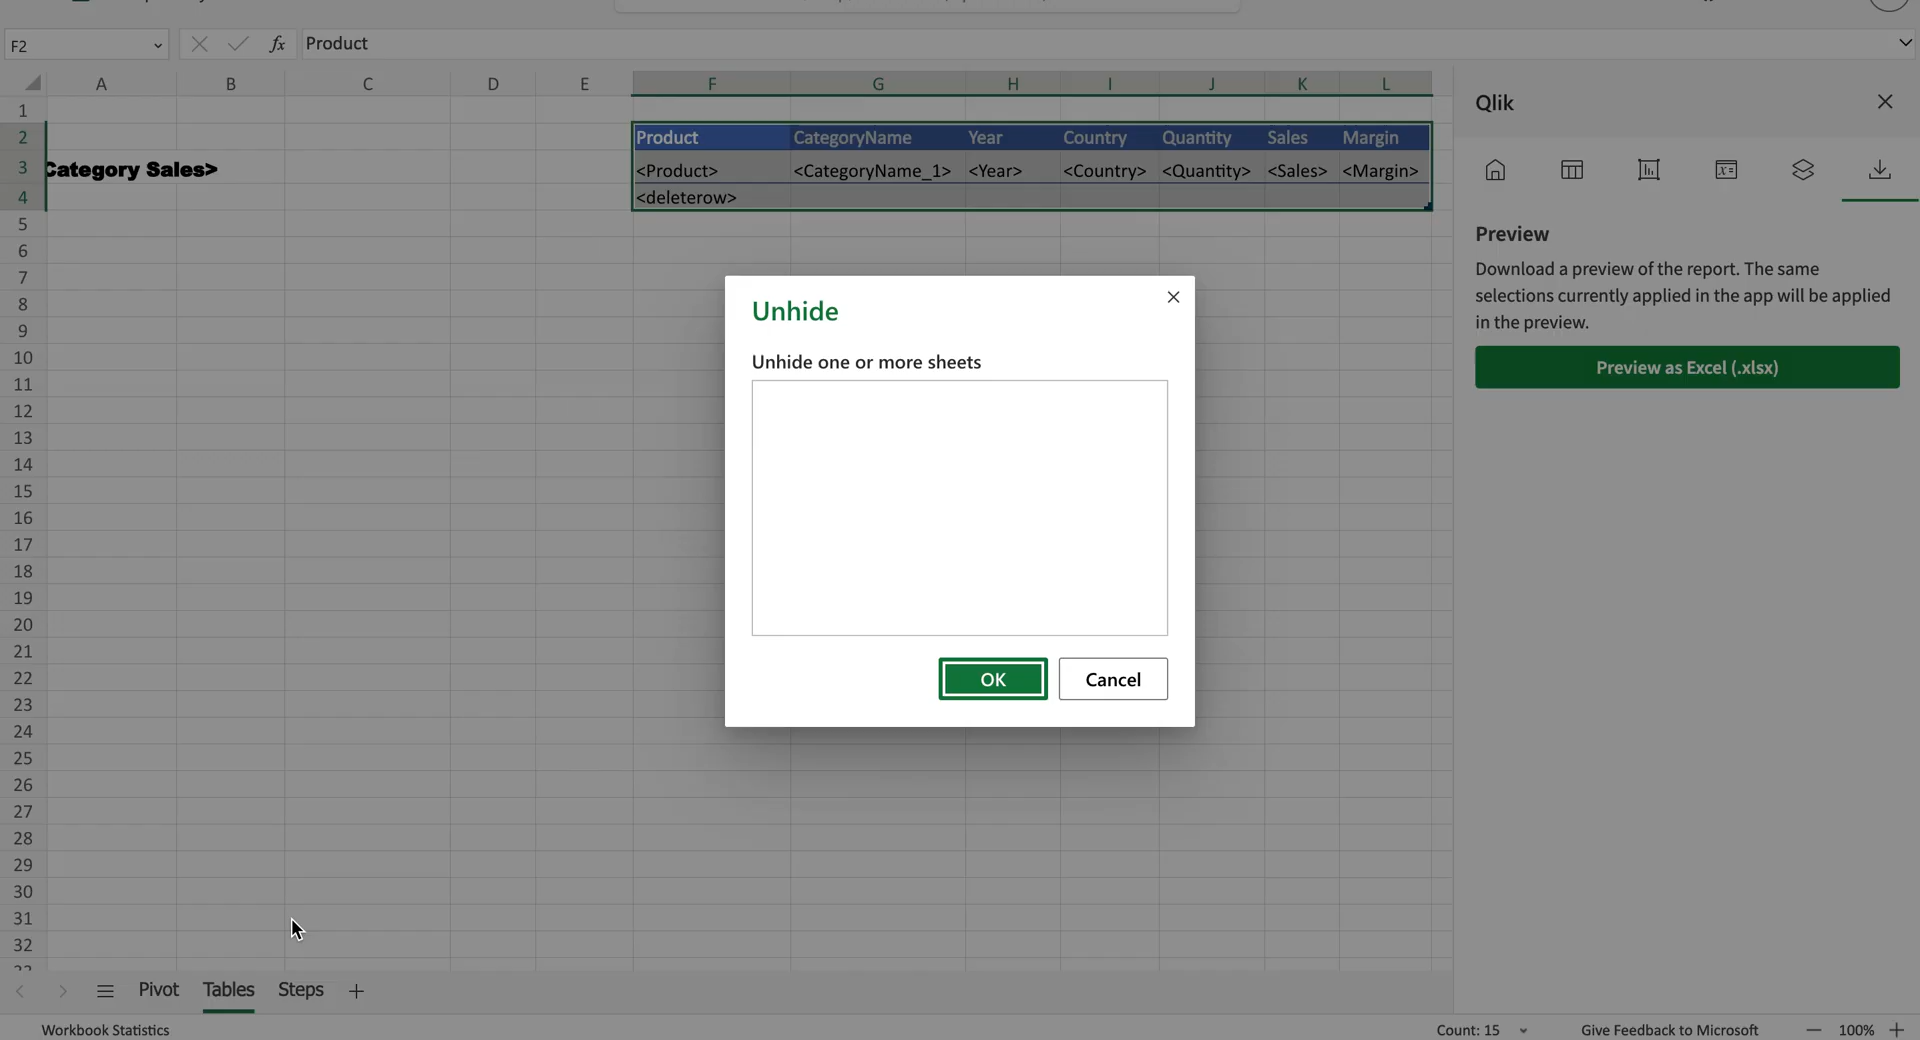 F2
fx
Product
A B C D E F G H I J K L
1
2 Product CategoryName Year Country Quantity Sales Margin
3 Category Sales> <Product> <CategoryName_1> <Year> <Country> <Quantity> <Sales> <Margin>
4 <deleterow>
5
6
7
8
9
10
11
12
13
14
15
16
17
18
19
20
21
22
23
24
25
26
27
28
29
30
31
32
Unhide
Unhide one or more sheets
OK Cancel
Qlik
Preview
Download a preview of the report. The same
selections currently applied in the app will be applied
in the preview.
Preview as Excel (.xlsx)
Pivot Tables Steps
Workbook Statistics Count: 15 Give Feedback to Microsoft 100%